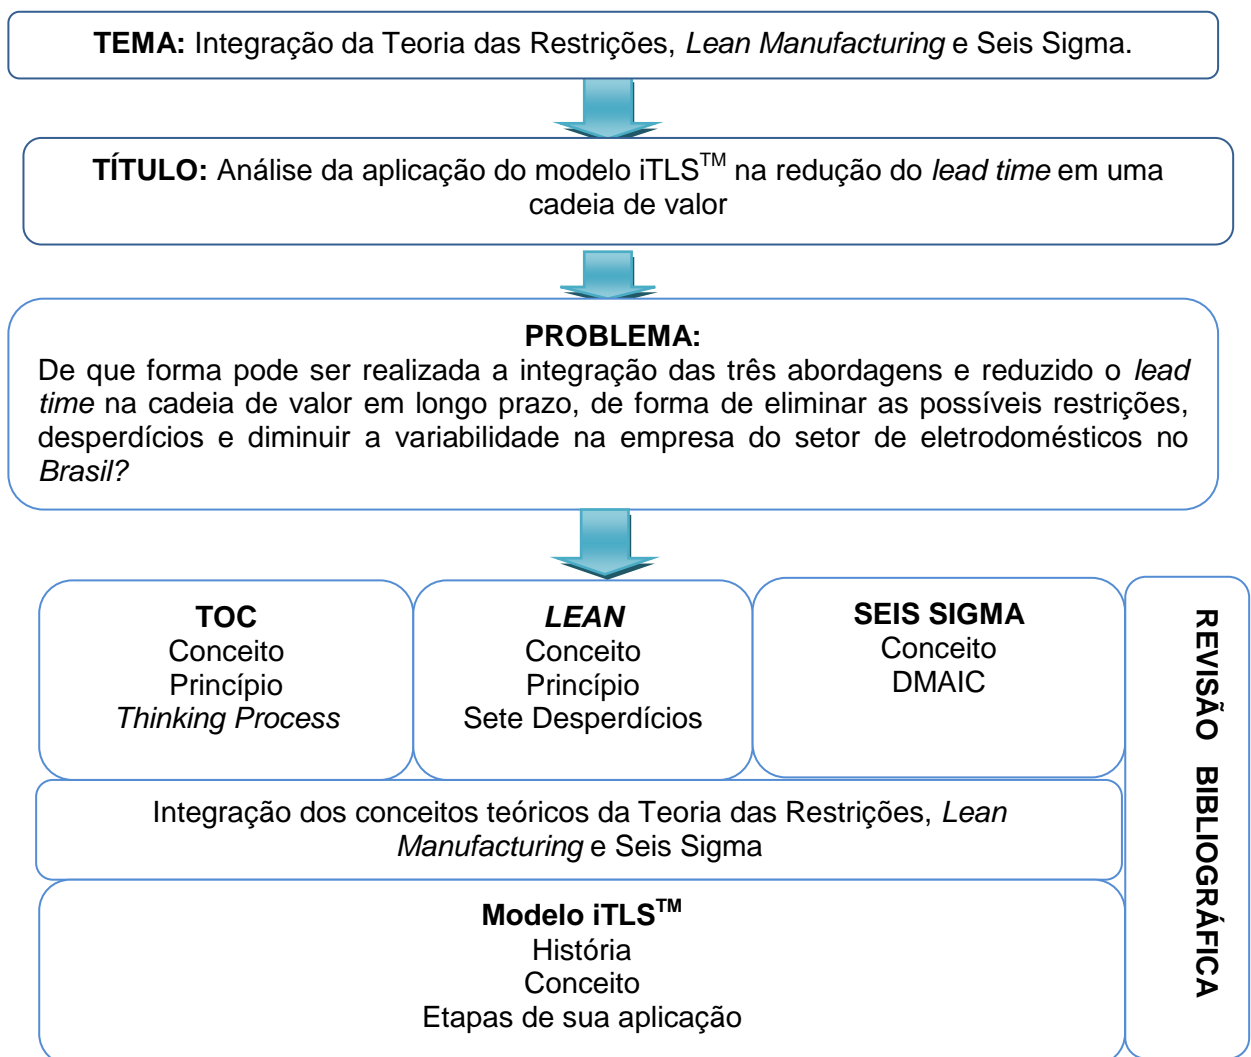 TEMA: Integração da Teoria das Restrições, Lean Manufacturing e Seis Sigma.
TÍTULO: Análise da aplicação do modelo iTLS™ na redução do lead time em uma
cadeia de valor
PROBLEMA:
De que forma pode ser realizada a integração das três abordagens e reduzido o lead
time na cadeia de valor em longo prazo, de forma de eliminar as possíveis restrições,
desperdícios e diminuir a variabilidade na empresa do setor de eletrodomésticos no
Brasil?
TOC
Conceito
Princípio
Thinking Process
LEAN
Conceito
Princípio
Sete Desperdícios
SEIS SIGMA
Conceito
DMAIC
REVISÃO BIBLIOGRÁFICA
Integração dos conceitos teóricos da Teoria das Restrições, Lean
Manufacturing e Seis Sigma
Modelo iTLS™
História
Conceito
Etapas de sua aplicação